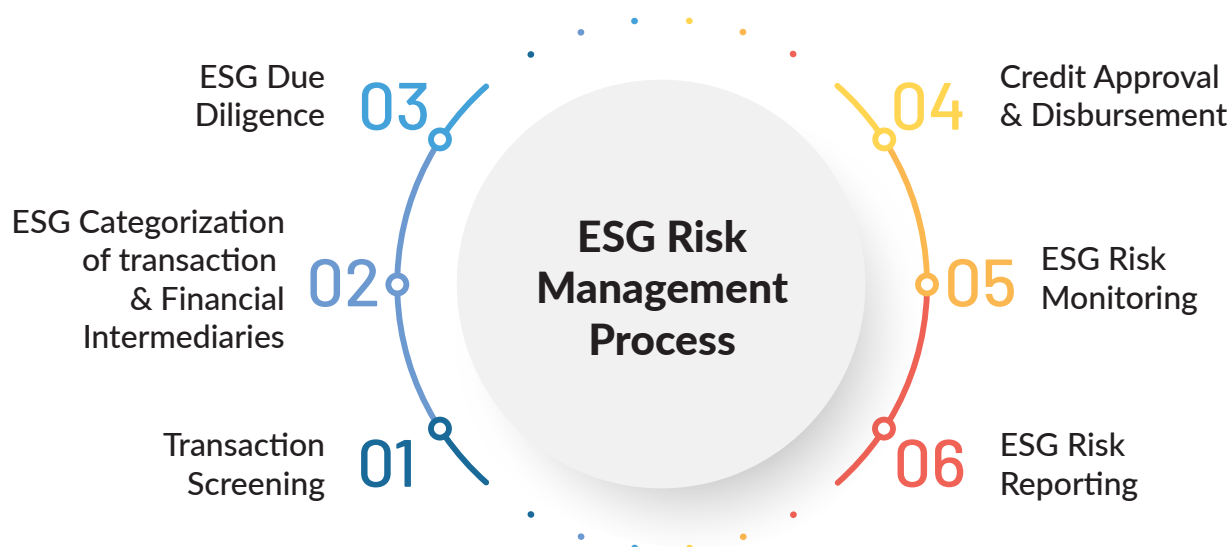 ESG Risk
Management
Process
01
Transaction
Screening
02
ESG Categorization
of transaction
& Financial
Intermediaries
03
ESG Due
Diligence
04
Credit Approval
& Disbursement
05
ESG Risk
Monitoring
06
ESG Risk
Reporting